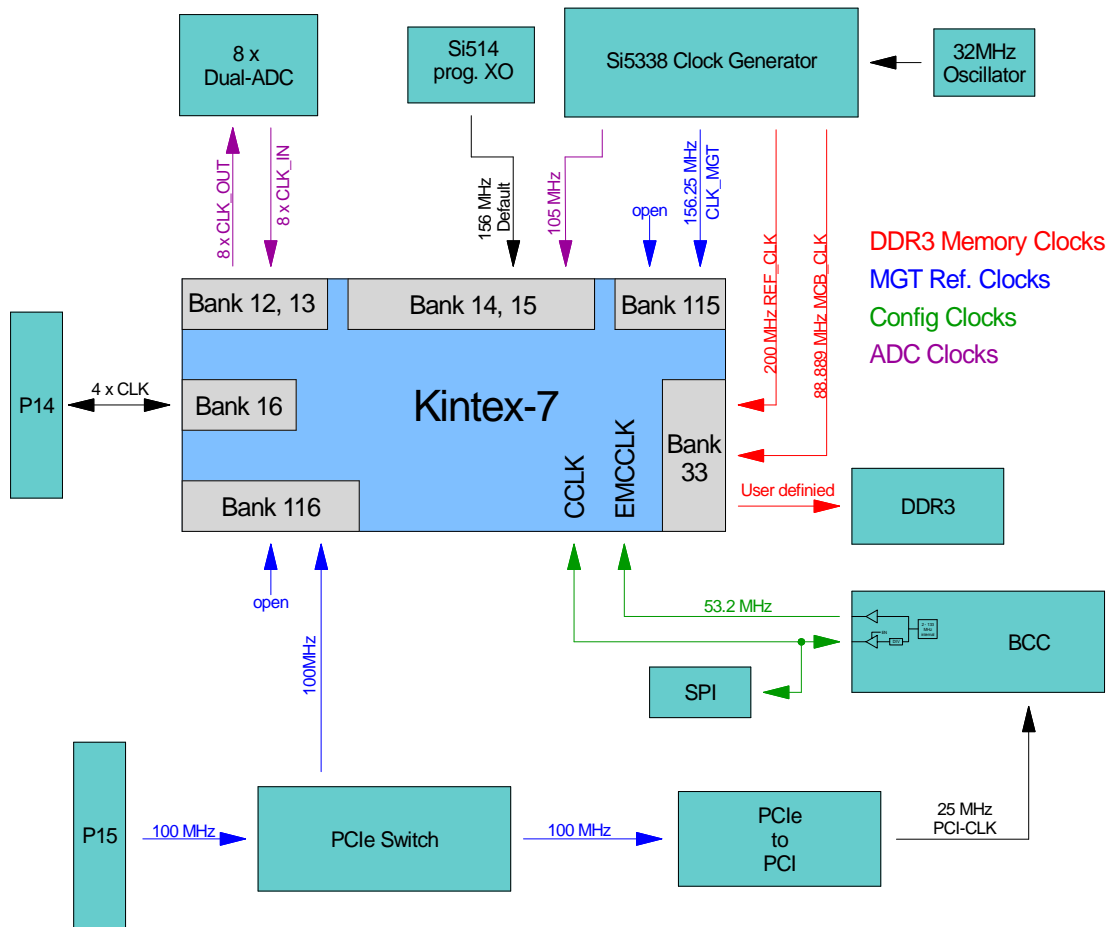 8 x
Dual-ADC
Si514
prog. XO
Si5338 Clock Generator
32MHz
Oscillator
8 x CLK_OUT
8 x CLK_IN
156 MHz
Default
105 MHz
open
156.25 MHz
CLK_MGT
200 MHz REF_CLK
88.889 MHz MCB_CLK
DDR3 Memory Clocks
MGT Ref. Clocks
Config Clocks
ADC Clocks
Bank 12, 13
Bank 14, 15
Bank 115
P14
4 x CLK
Bank 16
Kintex-7
Bank
33
CCLK
EMCCLK
Bank 116
User definied
DDR3
open
53.2 MHz
BCC
100MHz
SPI
P15
100 MHz
PCIe Switch
100 MHz
PCIe
to
PCI
25 MHz
PCI-CLK